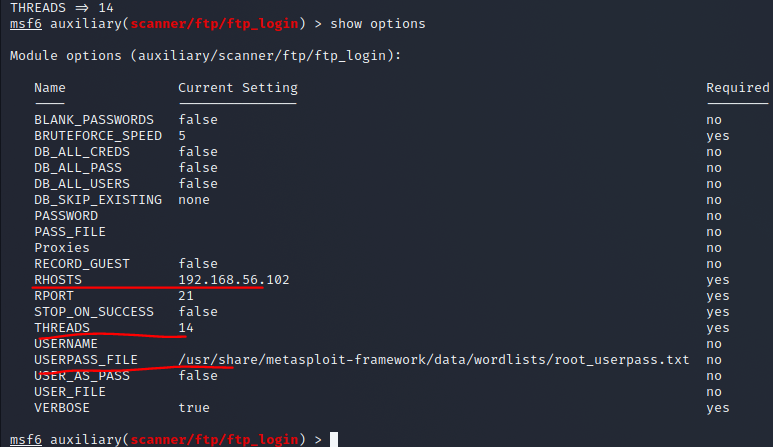 THREADS => 14
msf6 auxiliary(scanner/ftp/ftp_login) > show options
Module options (auxiliary/scanner/ftp/ftp_login):
Name Current Setting Required
---- --------------- --------
BLANK_PASSWORDS false no
BRUTEFORCE_SPEED 5 yes
DB_ALL_CREDS false no
DB_ALL_PASS false no
DB_ALL_USERS false no
DB_SKIP_EXISTING none no
PASSWORD no
PASS_FILE no
Proxies no
RECORD_GUEST false no
RHOSTS 192.168.56.102 yes
RPORT 21 yes
STOP_ON_SUCCESS false yes
THREADS 14 yes
USERNAME no
USERPASS_FILE /usr/share/metasploit-framework/data/wordlists/root_userpass.txt no
USER_AS_PASS false no
USER_FILE no
VERBOSE true yes
msf6 auxiliary(scanner/ftp/ftp_login) >